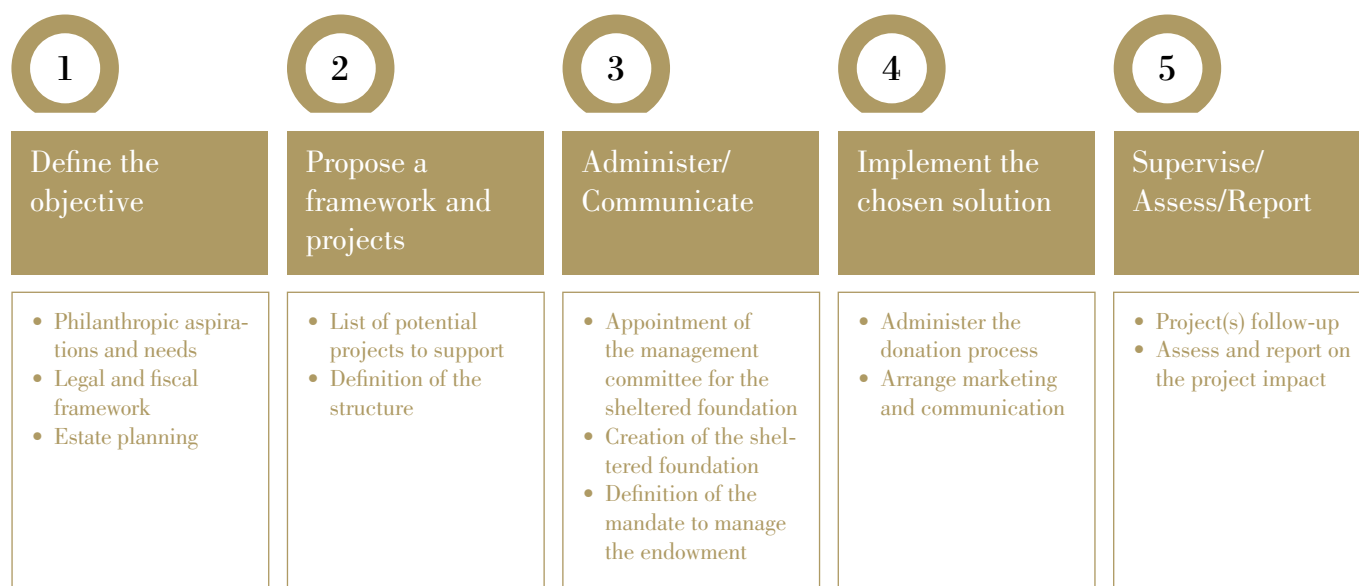 1
Define the
objective
• Philanthropic aspira-
tions and needs
• Legal and fiscal
framework
• Estate planning
2
Propose a
framework and
projects
• List of potential
projects to support
• Definition of the
structure
3
Administer/
Communicate
• Appointment of
the management
committee for the
sheltered foundation
• Creation of the shel-
tered foundation
• Definition of the
mandate to manage
the endowment
4
Implement the
chosen solution
• Administer the
donation process
• Arrange marketing
and communication
5
Supervise/
Assess/Report
• Project(s) follow-up
• Assess and report on
the project impact